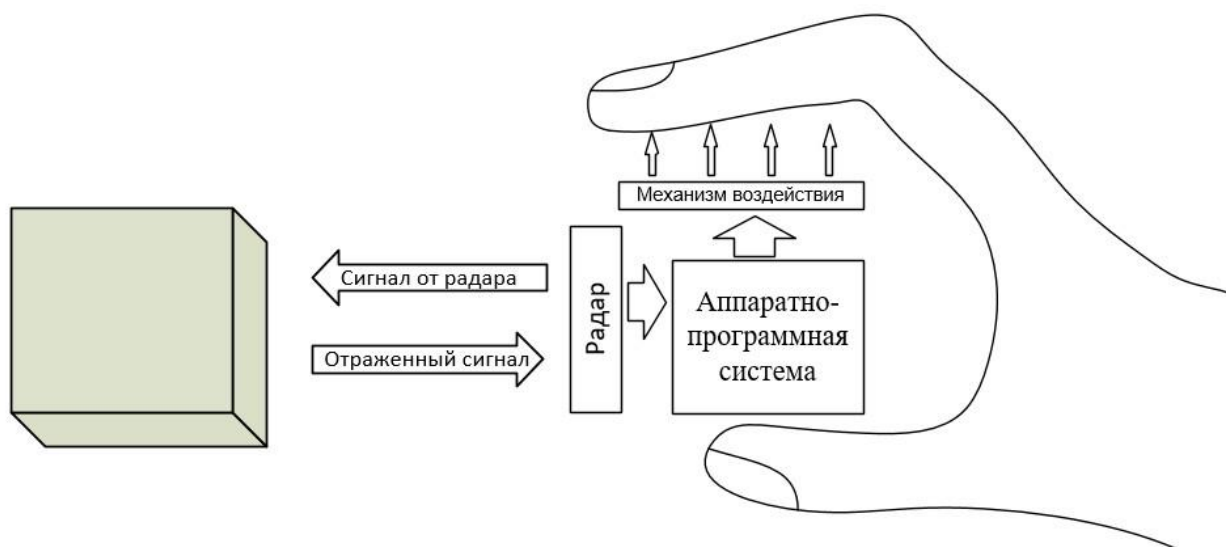 Механизм воздействия
Сигнал от радара
Отраженный сигнал
Радар
Аппаратно-
программная
система